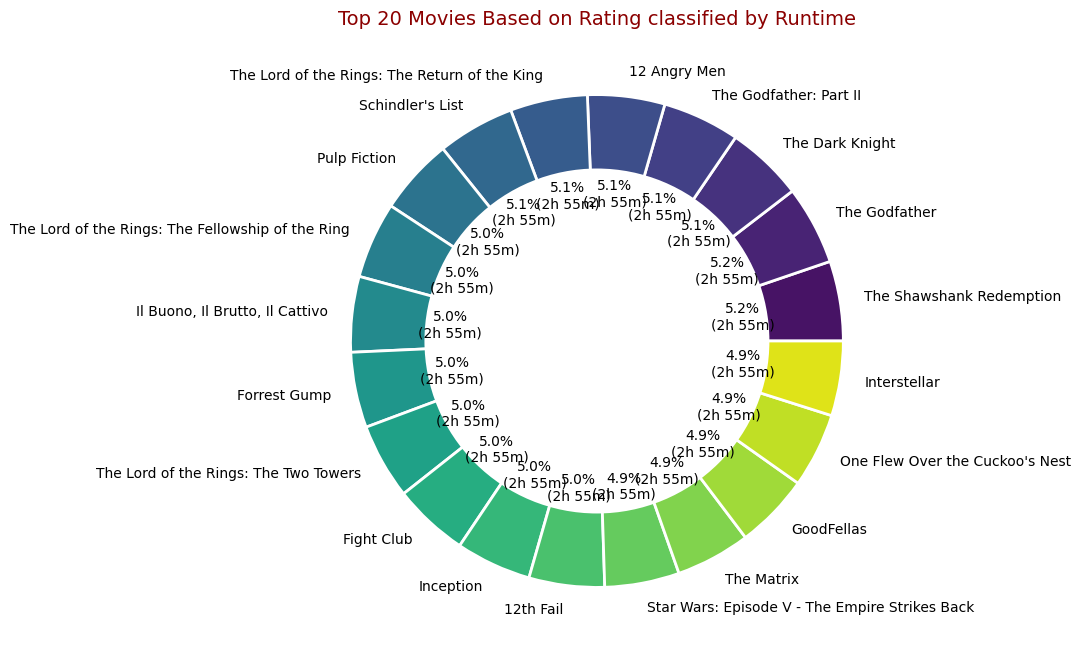 Top 20 Movies Based on Rating classified by Runtime
12 Angry Men
The Lord of the Rings: The Return of the King
The Godfather: Part II
Schindler's List
The Dark Knight
Pulp Fiction
The Godfather
The Lord of the Rings: The Fellowship of the Ring
The Shawshank Redemption
Il Buono, Il Brutto, Il Cattivo
Interstellar
Forrest Gump
One Flew Over the Cuckoo's Nest
The Lord of the Rings: The Two Towers
GoodFellas
Fight Club
The Matrix
Inception
Star Wars: Episode V - The Empire Strikes Back
12th Fail
5.2%
(2h 55m)
5.2%
(2h 55m)
5.1%
(2h 55m)
5.1%
(2h 55m)
5.1%
(2h 55m)
5.1%
(2h 55m)
5.1%
(2h 55m)
5.0%
(2h 55m)
5.0%
(2h 55m)
5.0%
(2h 55m)
5.0%
(2h 55m)
5.0%
(2h 55m)
5.0%
(2h 55m)
5.0%
(2h 55m)
5.0%
(2h 55m)
4.9%
(2h 55m)
4.9%
(2h 55m)
4.9%
(2h 55m)
4.9%
(2h 55m)
4.9%
(2h 55m)